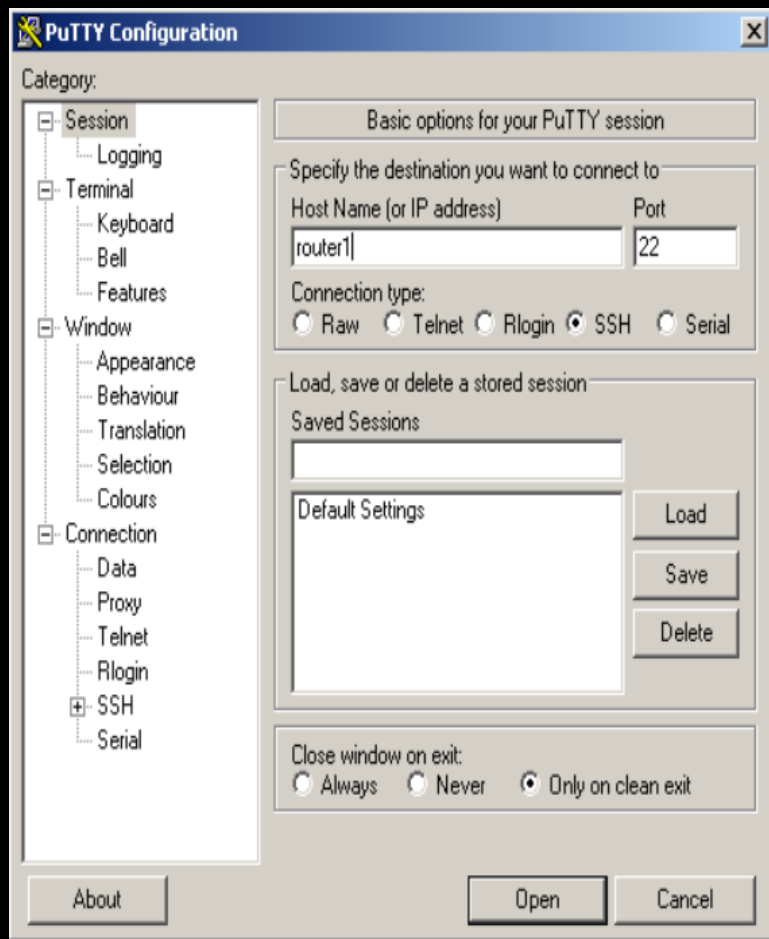 PuTTY Configuration
Category:
Session
Logging
Terminal
Keyboard
Bell
Features
Window
Appearance
Behaviour
Translation
Selection
Colours
Connection
Data
Proxy
Telnet
Rlogin
SSH
Serial
Basic options for your PuTTY session
Specify the destination you want to connect to
Host Name (or IP address) Port
router1 22
Connection type:
Raw Telnet Rlogin SSH Serial
Load, save or delete a stored session
Saved Sessions
Default Settings
Load
Save
Delete
Close window on exit:
Always Never Only on clean exit
About Open Cancel